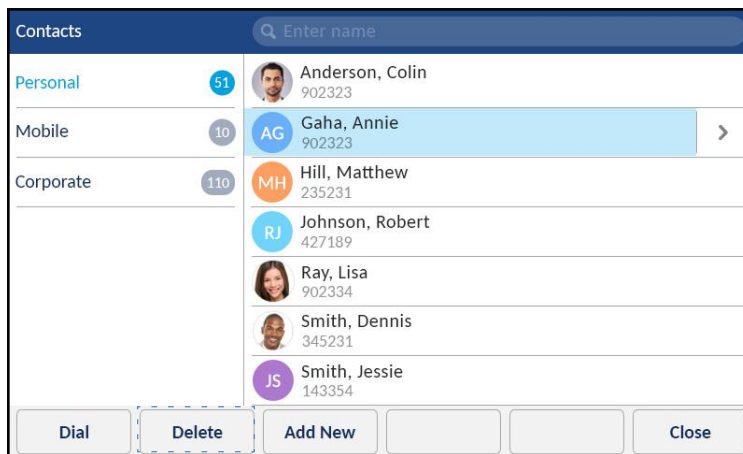 Contacts
Enter name
Personal 51
Mobile 10
Corporate 110
Anderson, Colin
902323
AG Gaha, Annie
902323
MH Hill, Matthew
235231
RJ Johnson, Robert
427189
Ray, Lisa
902334
Smith, Dennis
345231
JS Smith, Jessie
143354
Dial Delete Add New Close